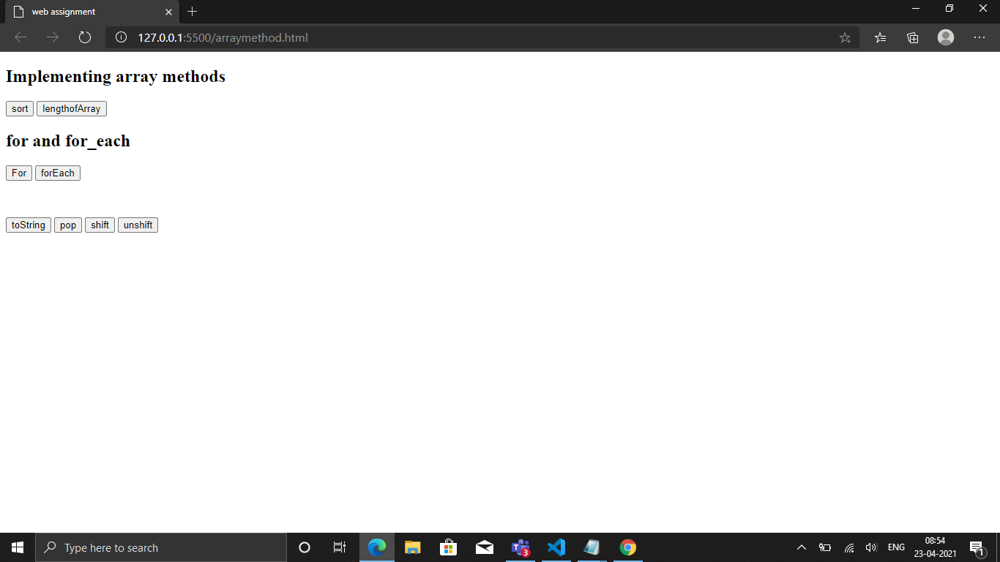 web assignment
127.0.0.1:5500/arraymethod.html
Implementing array methods
sort lengthofArray
for and for_each
For forEach
toString pop shift unshift
Type here to search
3
ENG
08:54
23-04-2021
1